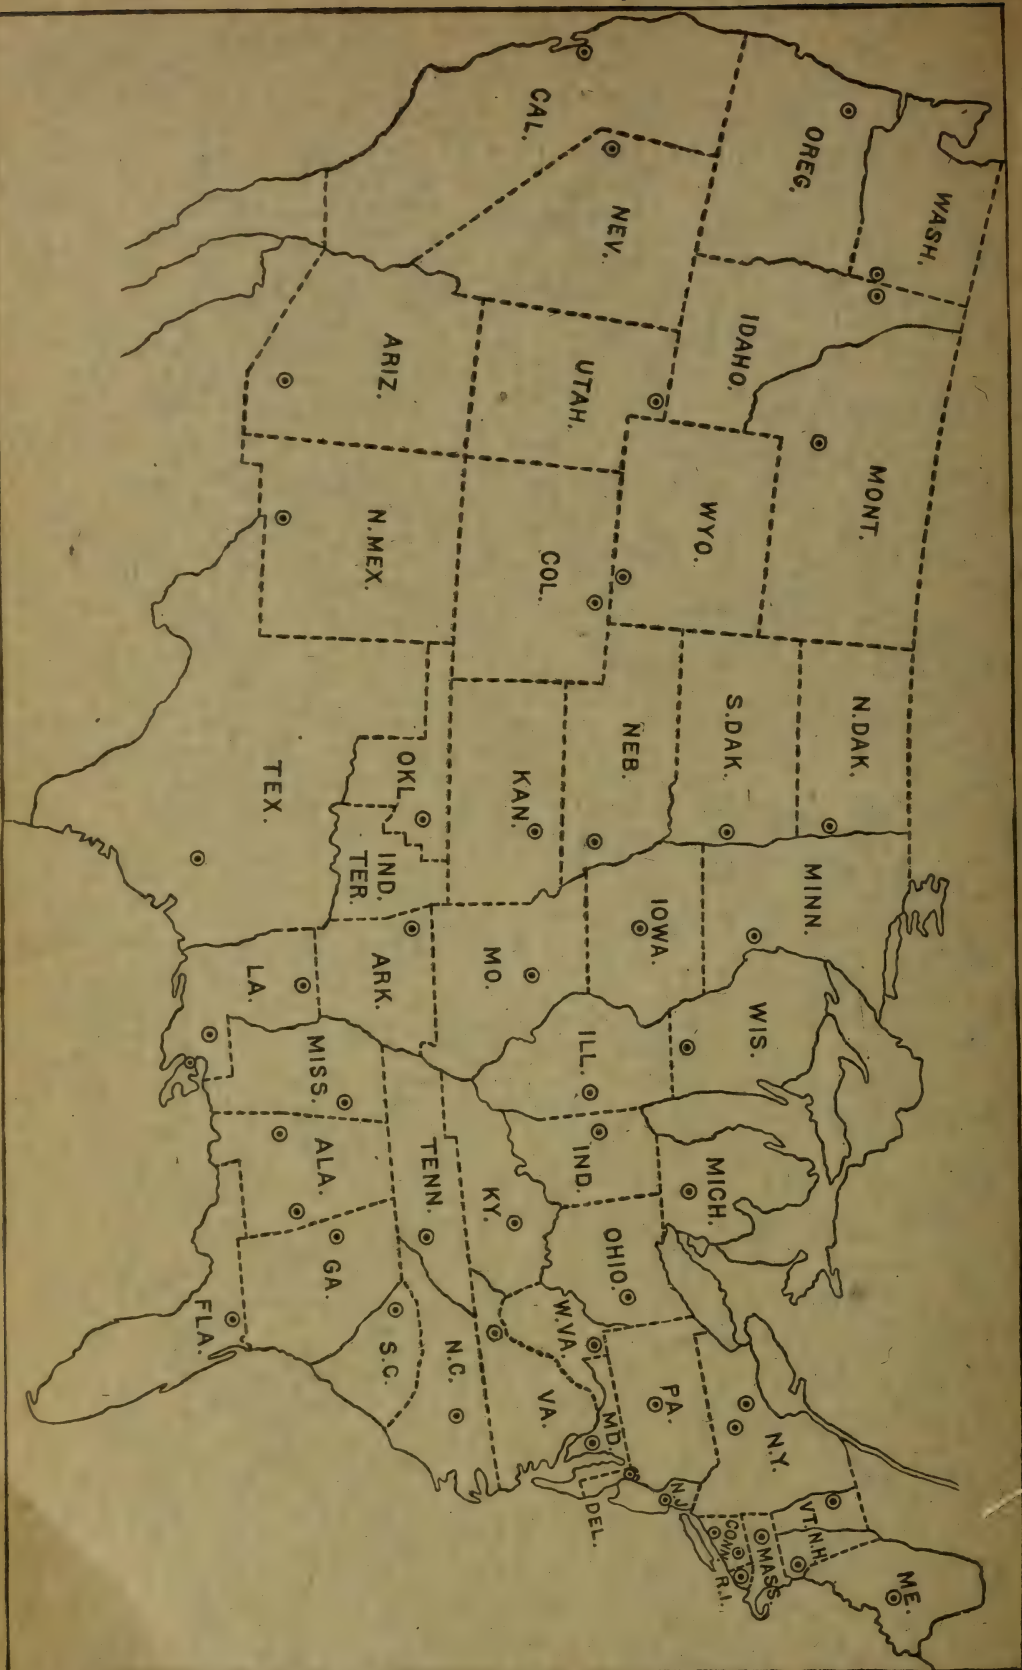 WASH.
OREG.
CAL.
NEV.
IDAHO.
MONT.
WYO.
UTAH.
ARIZ.
N.MEX.
COL.
N.DAK.
S.DAK.
NEB.
KAN.
OKL.
IND.
TER.
TEX.
MINN.
IOWA.
MO.
ARK.
LA.
WIS.
ILL.
MISS.
MICH.
IND.
OHIO.
KY.
TENN.
ALA.
GA.
FLA.
S.C.
N.C.
VA.
W.VA.
MD.
DEL.
PA.
N.J.
N.Y.
VT.
N.H.
MASS.
CONN.
R.I.
ME.